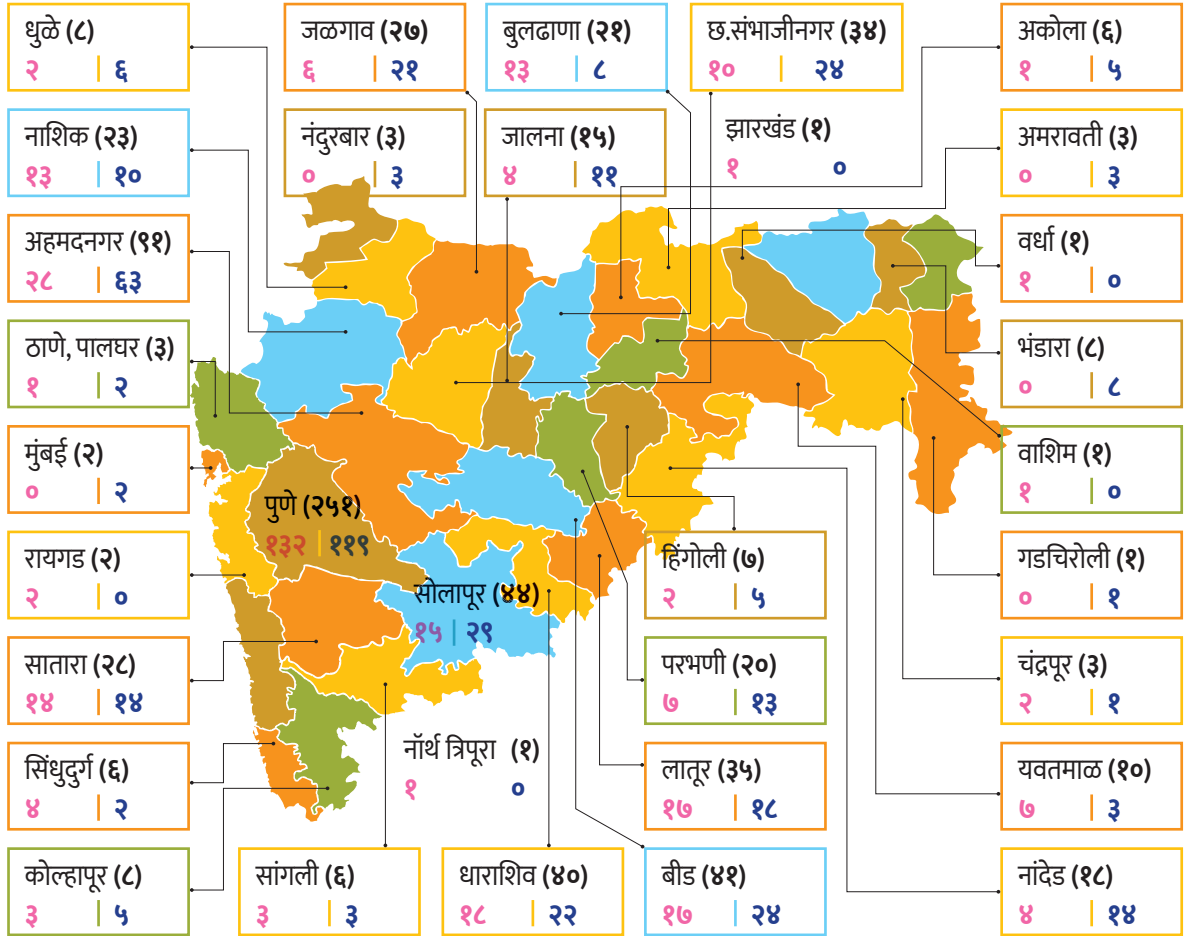 धुळे (८)
२ | ६
जळगाव (२७)
६ | २१
बुलढाणा (२१)
१३ | ८
छ.संभाजीनगर (३४)
१० | २४
अकोला (६)
१ | ५
नाशिक (२३)
१३ | १०
नंदुरबार (३)
० | ३
जालना (१५)
४ | ११
झारखंड (१)
१ ०
अमरावती (३)
० | ३
अहमदनगर (९१)
२८ | ६३
वर्धा (१)
१ | ०
ठाणे, पालघर (३)
१ | २
भंडारा (८)
० | ८
मुंबई (२)
० | २
पुणे (२५१)
१३२ | ११९
वाशिम (१)
१ | ०
रायगड (२)
२ | ०
सोलापूर (४४)
१५ | २९
हिंगोली (७)
२ | ५
गडचिरोली (१)
० | १
सातारा (२८)
१४ | १४
परभणी (२०)
७ | १३
चंद्रपूर (३)
२ | १
सिंधुदुर्ग (६)
४ | २
नॉर्थ त्रिपूरा (१)
१ ०
लातूर (३५)
१७ | १८
यवतमाळ (१०)
७ | ३
कोल्हापूर (८)
३ | ५
सांगली (६)
३ | ३
धाराशिव (४०)
१८ | २२
बीड (४१)
१७ | २४
नांदेड (१८)
४ | १४